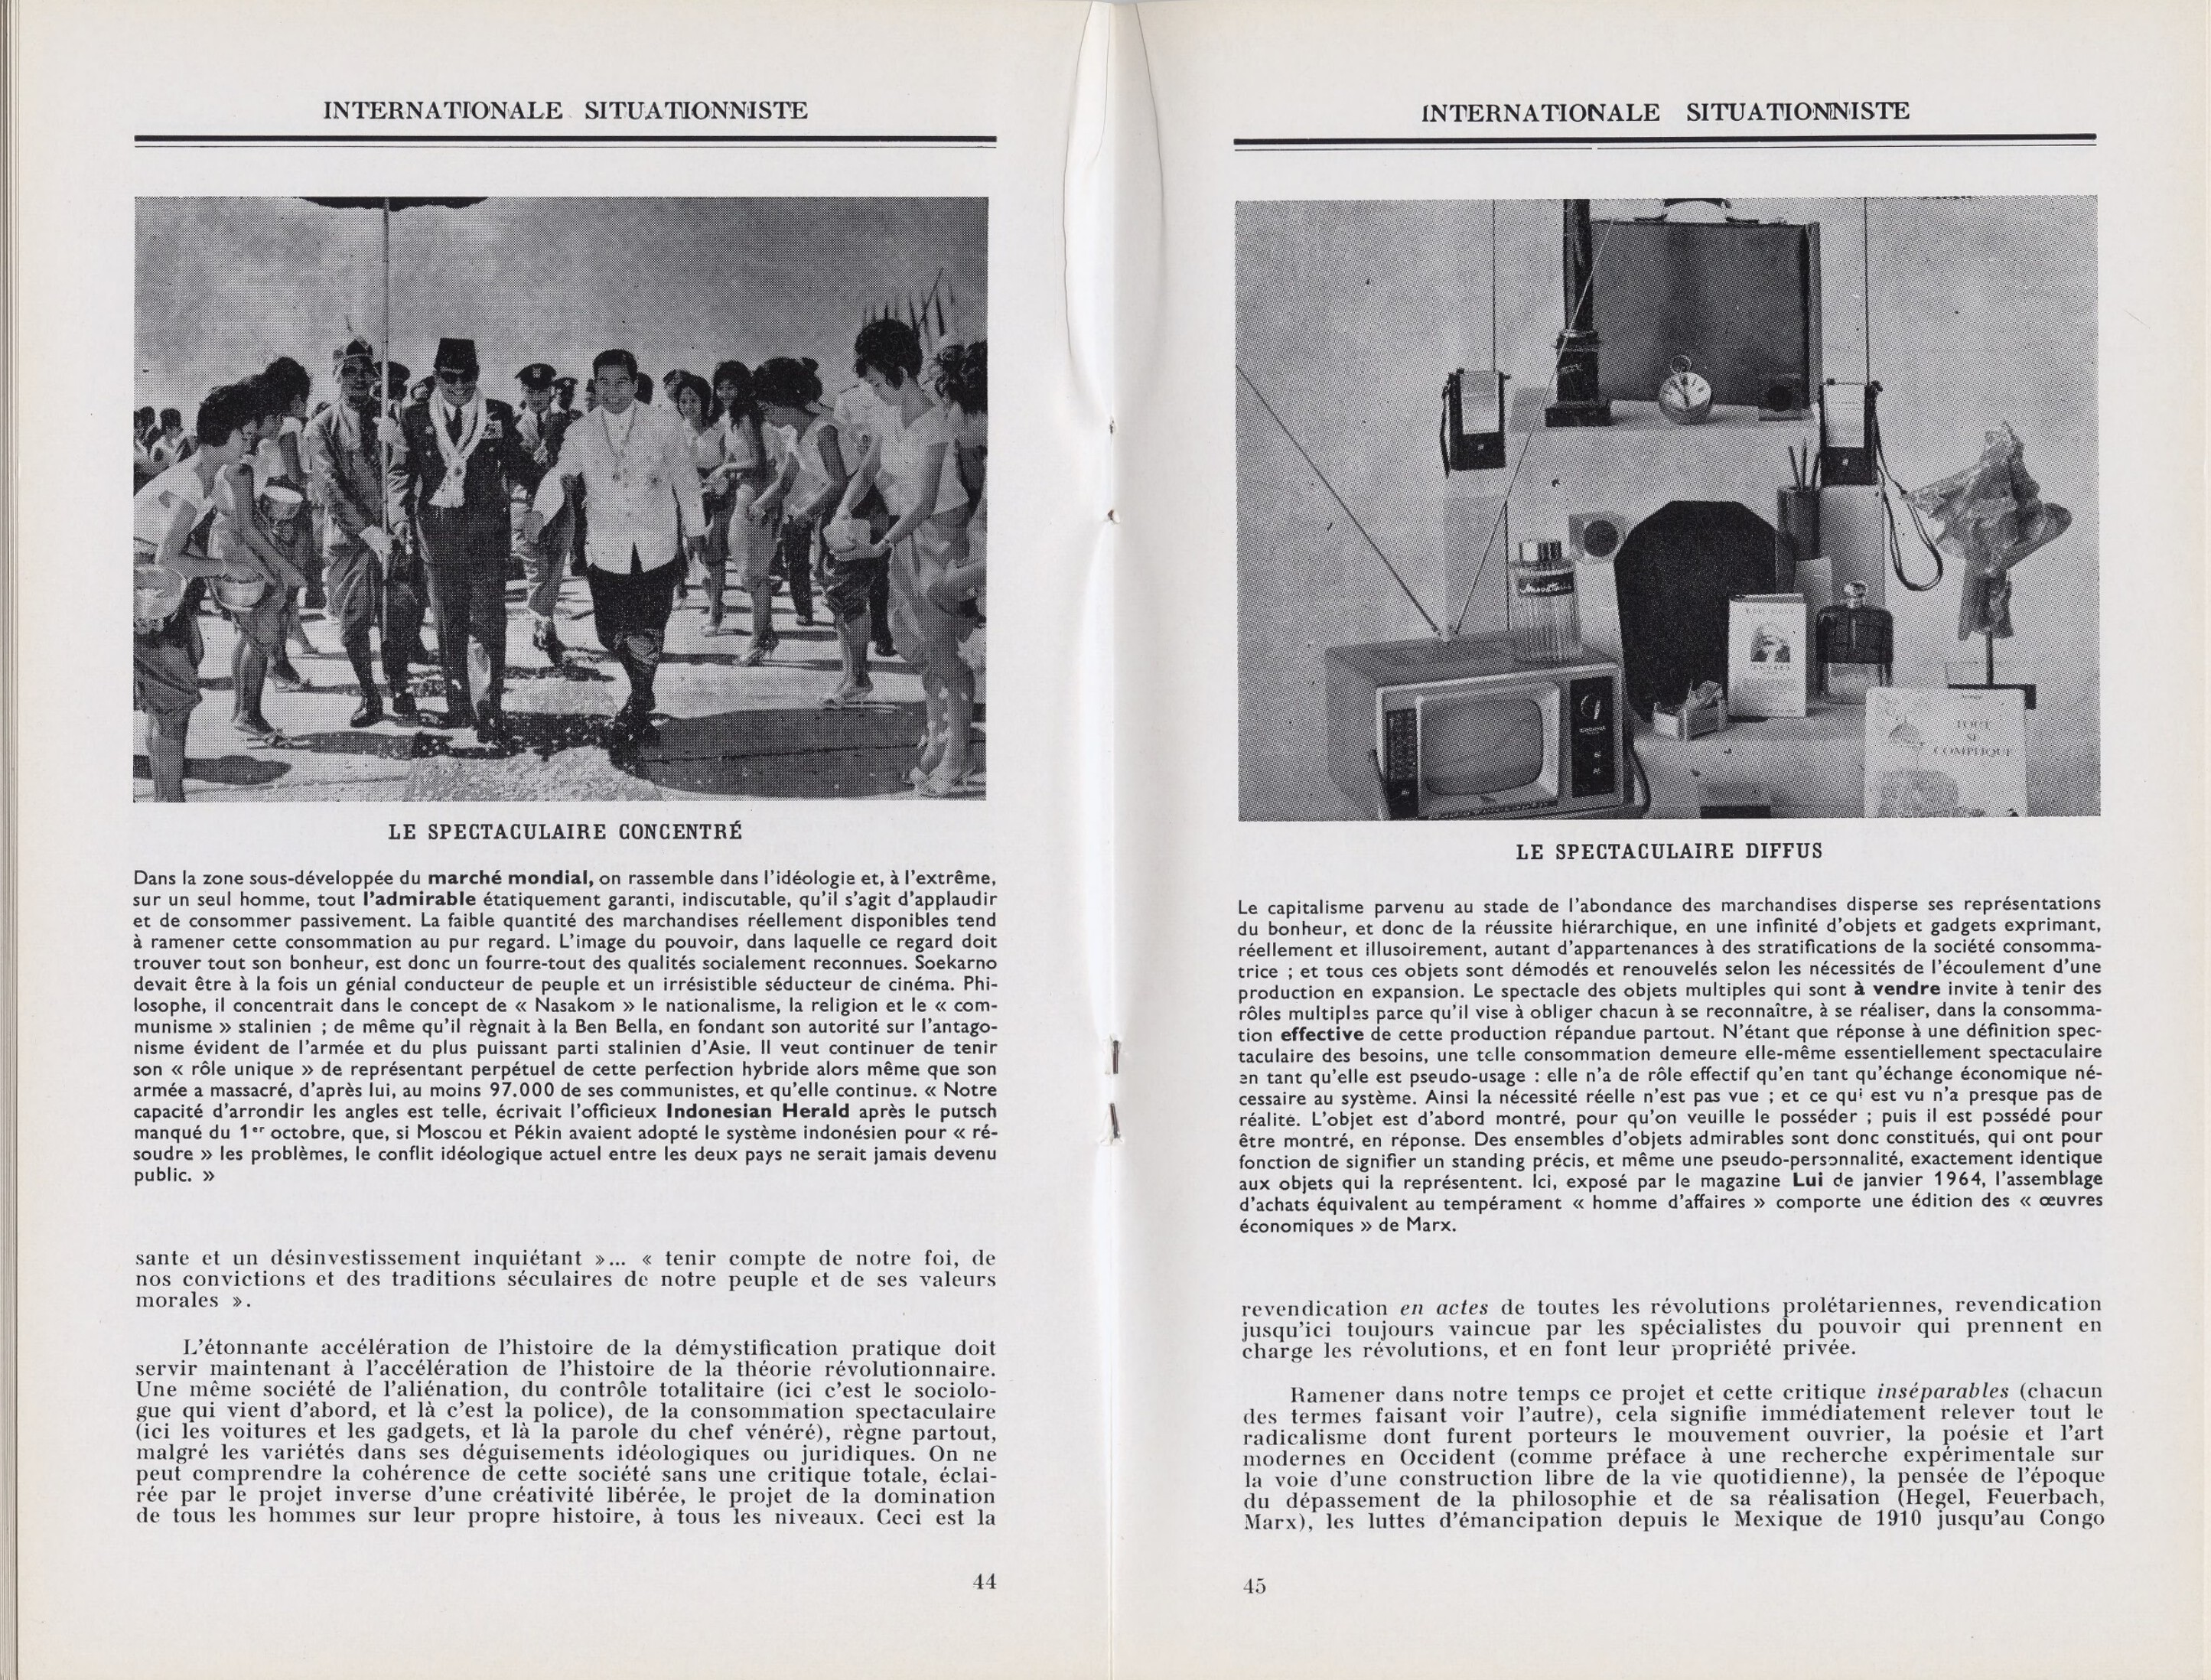 INTERNATIONALE SITUATIONNISTE
LE SPECTACULAIRE CONCENTRÉ
Dans la zone sous-développée du marché mondial, on rassemble dans l'idéologie et, à l'extrême,
sur un seul homme, tout l'admirable étatiquement garanti, indiscutable, qu'il s'agit d'applaudir
et de consommer passivement. La faible quantité des marchandises réellement disponibles tend
à ramener cette consommation au pur regard. L'image du pouvoir, dans laquelle ce regard doit
trouver tout son bonheur, est donc un fourre-tout des qualités socialement reconnues. Soekarno
devait être à la fois un génial conducteur de peuple et un irrésistible séducteur de cinéma. Phi-
losophe, il concentrait dans le concept de « Nasakom » le nationalisme, la religion et le « com-
munisme » stalinien ; de même qu'il règnait à la Ben Bella, en fondant son autorité sur l'antago-
nisme évident de l'armée et du plus puissant parti stalinien d'Asie. Il veut continuer de tenir
son « rôle unique » de représentant perpétuel de cette perfection hybride alors même que son
armée a massacré, d'après lui, au moins 97.000 de ses communistes, et qu'elle continue. « Notre
capacité d'arrondir les angles est telle, écrivait l'officieux Indonesian Herald après le putsch
manqué du 1er octobre, que, si Moscou et Pékin avaient adopté le système indonésien pour « ré-
soudre » les problèmes, le conflit idéologique actuel entre les deux pays ne serait jamais devenu
public. »
sante et un désinvestissement inquiétant »... « tenir compte de notre foi, de
nos convictions et des traditions séculaires de notre peuple et de ses valeurs
morales ».
L'étonnante accélération de l'histoire de la démystification pratique doit
servir maintenant à l'accélération de l'histoire de la théorie révolutionnaire.
Une même société de l'aliénation, du contrôle totalitaire (ici c'est le sociolo-
gue qui vient d'abord, et là c'est la police), de la consommation spectaculaire
(ici les voitures et les gadgets, et là la parole du chef vénéré), règne partout,
malgré les variétés dans ses déguisements idéologiques ou juridiques. On ne
peut comprendre la cohérence de cette société sans une critique totale, éclai-
rée par le projet inverse d'une créativité libérée, le projet de la domination
de tous les hommes sur leur propre histoire, à tous les niveaux. Ceci est la
44
INTERNATIONALE SITUATIONNISTE
TOUT
SE
COMPLIQUE
LE SPECTACULAIRE DIFFUS
Le capitalisme parvenu au stade de l'abondance des marchandises disperse ses représentations
du bonheur, et donc de la réussite hiérarchique, en une infinité d'objets et gadgets exprimant,
réellement et illusoirement, autant d'appartenances à des stratifications de la société consomma-
trice ; et tous ces objets sont démodés et renouvelés selon les nécessités de l'écoulement d'une
production en expansion. Le spectacle des objets multiples qui sont à vendre invite à tenir des
rôles multiples parce qu'il vise à obliger chacun à se reconnaître, à se réaliser, dans la consomma-
tion effective de cette production répandue partout. N'étant que réponse à une définition spec-
taculaire des besoins, une telle consommation demeure elle-même essentiellement spectaculaire
en tant qu'elle est pseudo-usage : elle n'a de rôle effectif qu'en tant qu'échange économique né-
cessaire au système. Ainsi la nécessité réelle n'est pas vue ; et ce qui est vu n'a presque pas de
réalité. L'objet est d'abord montré, pour qu'on veuille le posséder ; puis il est possédé pour
être montré, en réponse. Des ensembles d'objets admirables sont donc constitués, qui ont pour
fonction de signifier un standing précis, et même une pseudo-personnalité, exactement identique
aux objets qui la représentent. Ici, exposé par le magazine Lui de janvier 1964, l'assemblage
d'achats équivalent au tempérament « homme d'affaires » comporte une édition des « œuvres
économiques » de Marx.
revendication en actes de toutes les révolutions prolétariennes, revendication
jusqu'ici toujours vaincue par les spécialistes du pouvoir qui prennent en
charge les révolutions, et en font leur propriété privée.
Ramener dans notre temps ce projet et cette critique inséparables (chacun
des termes faisant voir l'autre), cela signifie immédiatement relever tout le
radicalisme dont furent porteurs le mouvement ouvrier, la poésie et l'art
modernes en Occident (comme préface à une recherche expérimentale sur
la voie d'une construction libre de la vie quotidienne), la pensée de l'époque
du dépassement de la philosophie et de sa réalisation (Hegel, Feuerbach,
Marx), les luttes d'émancipation depuis le Mexique de 1910 jusqu'au Congo
45